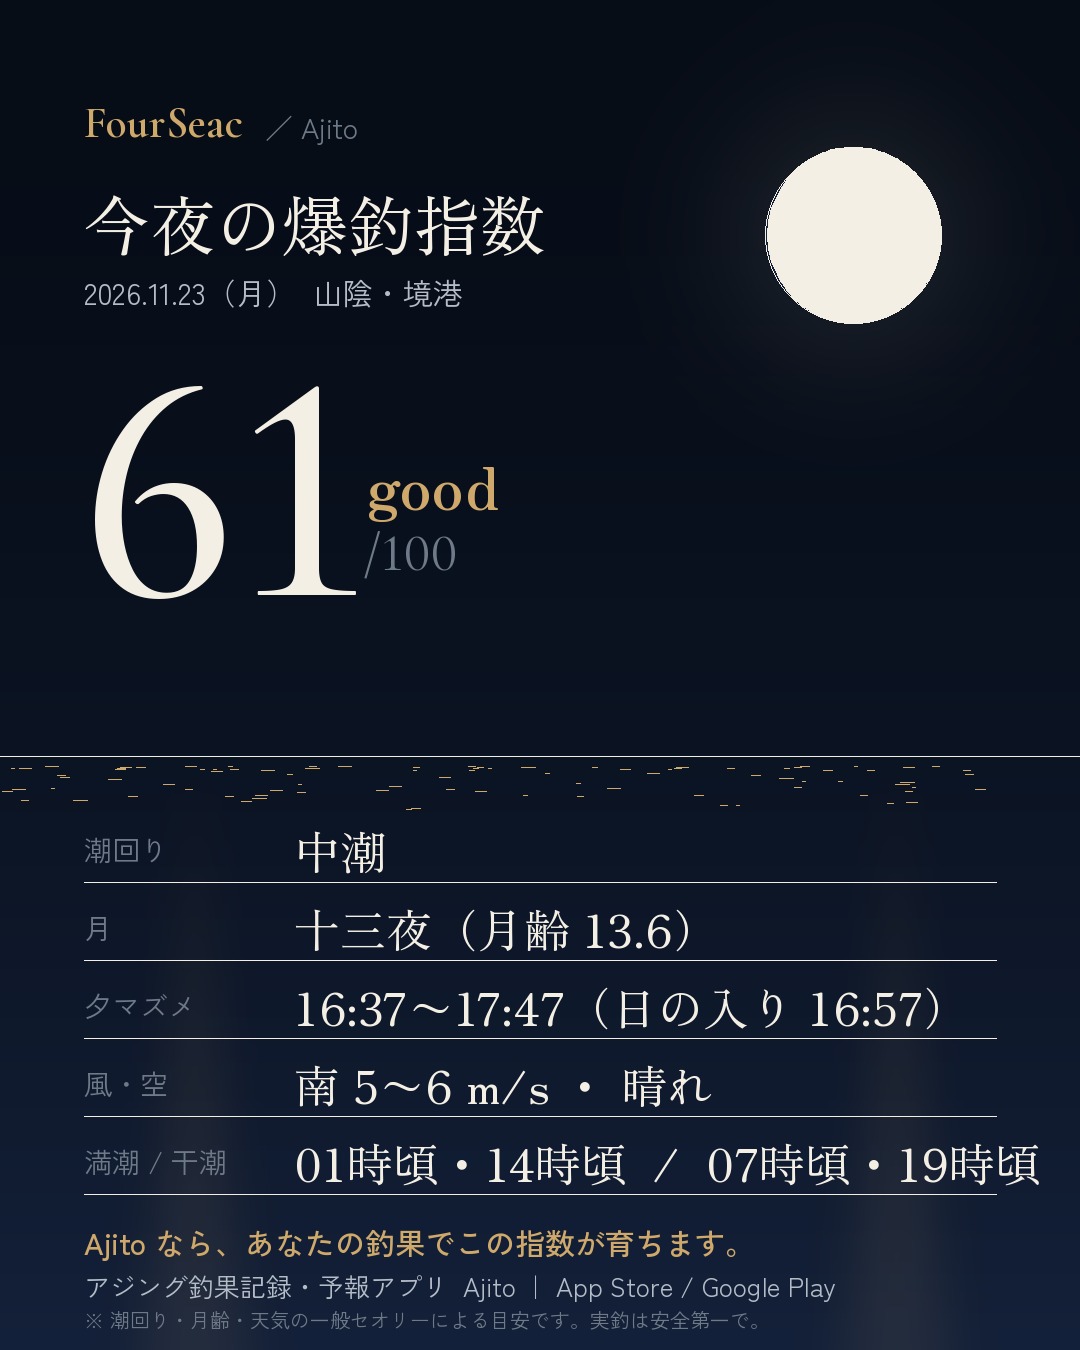 FourSeac ／ Ajito
今夜の爆釣指数
2026.11.23（月） 山陰・境港
61 good
/100
潮回り 中潮
月 十三夜（月齢 13.6）
夕マズメ 16:37〜17:47（日の入り 16:57）
風・空 南 5〜6 m/s ・ 晴れ
満潮 / 干潮 01時頃・14時頃 ／ 07時頃・19時頃
Ajito なら、あなたの釣果でこの指数が育ちます。
アジング釣果記録・予報アプリ Ajito ｜ App Store / Google Play
※ 潮回り・月齢・天気の一般セオリーによる目安です。実釣は安全第一で。